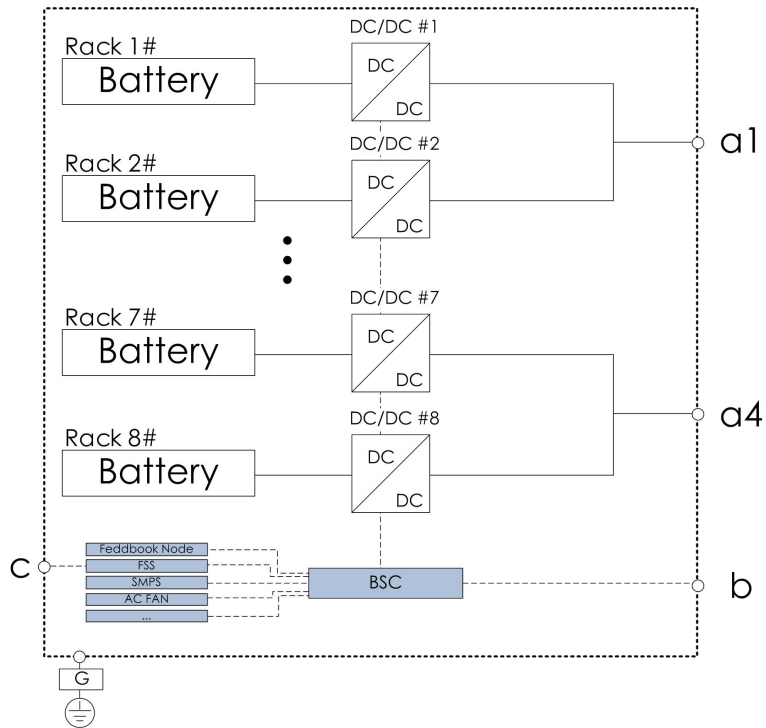 DC/DC #1
Rack 1#
Battery
DC
DC
a1
DC/DC #2
Rack 2#
Battery
DC
DC
DC/DC #7
Rack 7#
Battery
DC
DC
a4
DC/DC #8
Rack 8#
Battery
DC
DC
c
Feddbook Node
FSS
SMPS
AC FAN
...
BSC
b
G